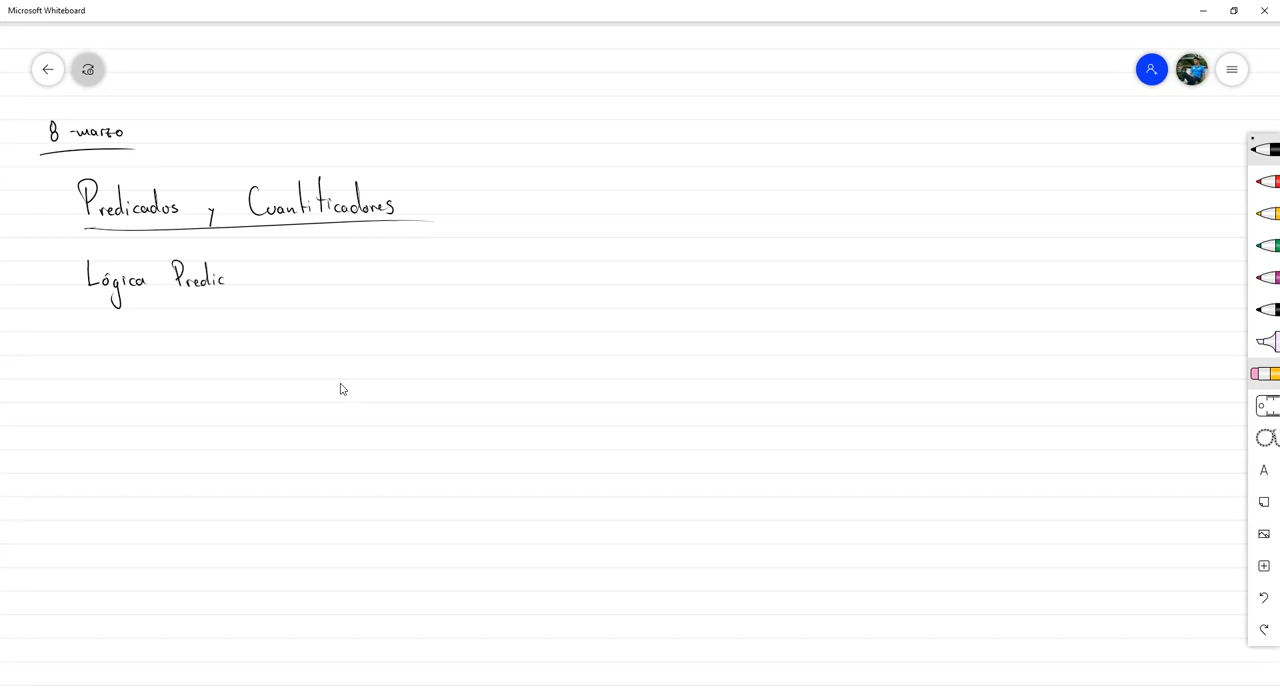 Microsoft Whiteboard
8 -marzo
Predicados y Cuantificadores
Lógica Predic
A